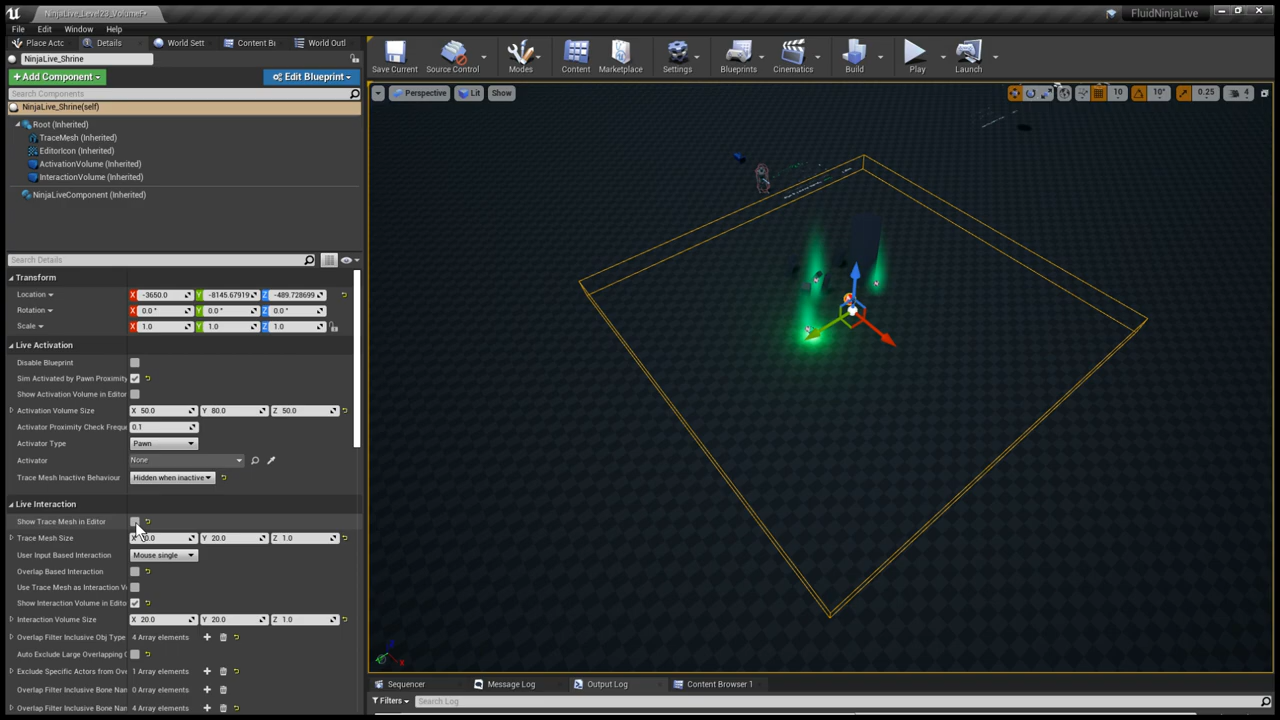 NinjaLive_Level23_VolumeF•
FluidNinjaLive
File Edit Window Help
Place Actc Details World Sett Content Bı World Outl
NinjaLive_Shrine
+Add Component Edit Blueprint
Search Components
NinjaLive_Shrine(self)
Root (Inherited)
TraceMesh (Inherited)
EditorIcon (Inherited)
ActivationVolume (Inherited)
InteractionVolume (Inherited)
NinjaLiveComponent (Inherited)
Search Details
Transform
Location X -3650.0 Y -8145.67919 Z -489.728699
Rotation X 0.0 ° Y 0.0 ° Z 0.0 °
Scale X 1.0 Y 1.0 Z 1.0
Live Activation
Disable Blueprint
Sim Activated by Pawn Proximity
Show Activation Volume in Editor
Activation Volume Size X 50.0 Y 80.0 Z 50.0
Activator Proximity Check Frequ 0.1
Activator Type Pawn
Activator None
Trace Mesh Inactive Behaviour Hidden when inactive
Live Interaction
Show Trace Mesh in Editor
Trace Mesh Size Y 20.0 Z 1.0
User Input Based Interaction Mouse single
Overlap Based Interaction
Use Trace Mesh as Interaction V
Show Interaction Volume in Edito
Interaction Volume Size X 20.0 Y 20.0 Z 1.0
Overlap Filter Inclusive Obj Type 4 Array elements
Auto Exclude Large Overlapping
Exclude Specific Actors from Ove 1 Array elements
Overlap Filter Inclusive Bone Nan 0 Array elements
Overlap Filter Inclusive Bone Nan 4 Array elements
Save Current Source Control Modes Content Marketplace Settings Blueprints Cinematics Build Play Launch
Perspective Lit Show
10 10° 0.25 4
Sequencer Message Log Output Log Content Browser 1
Filters Search Log